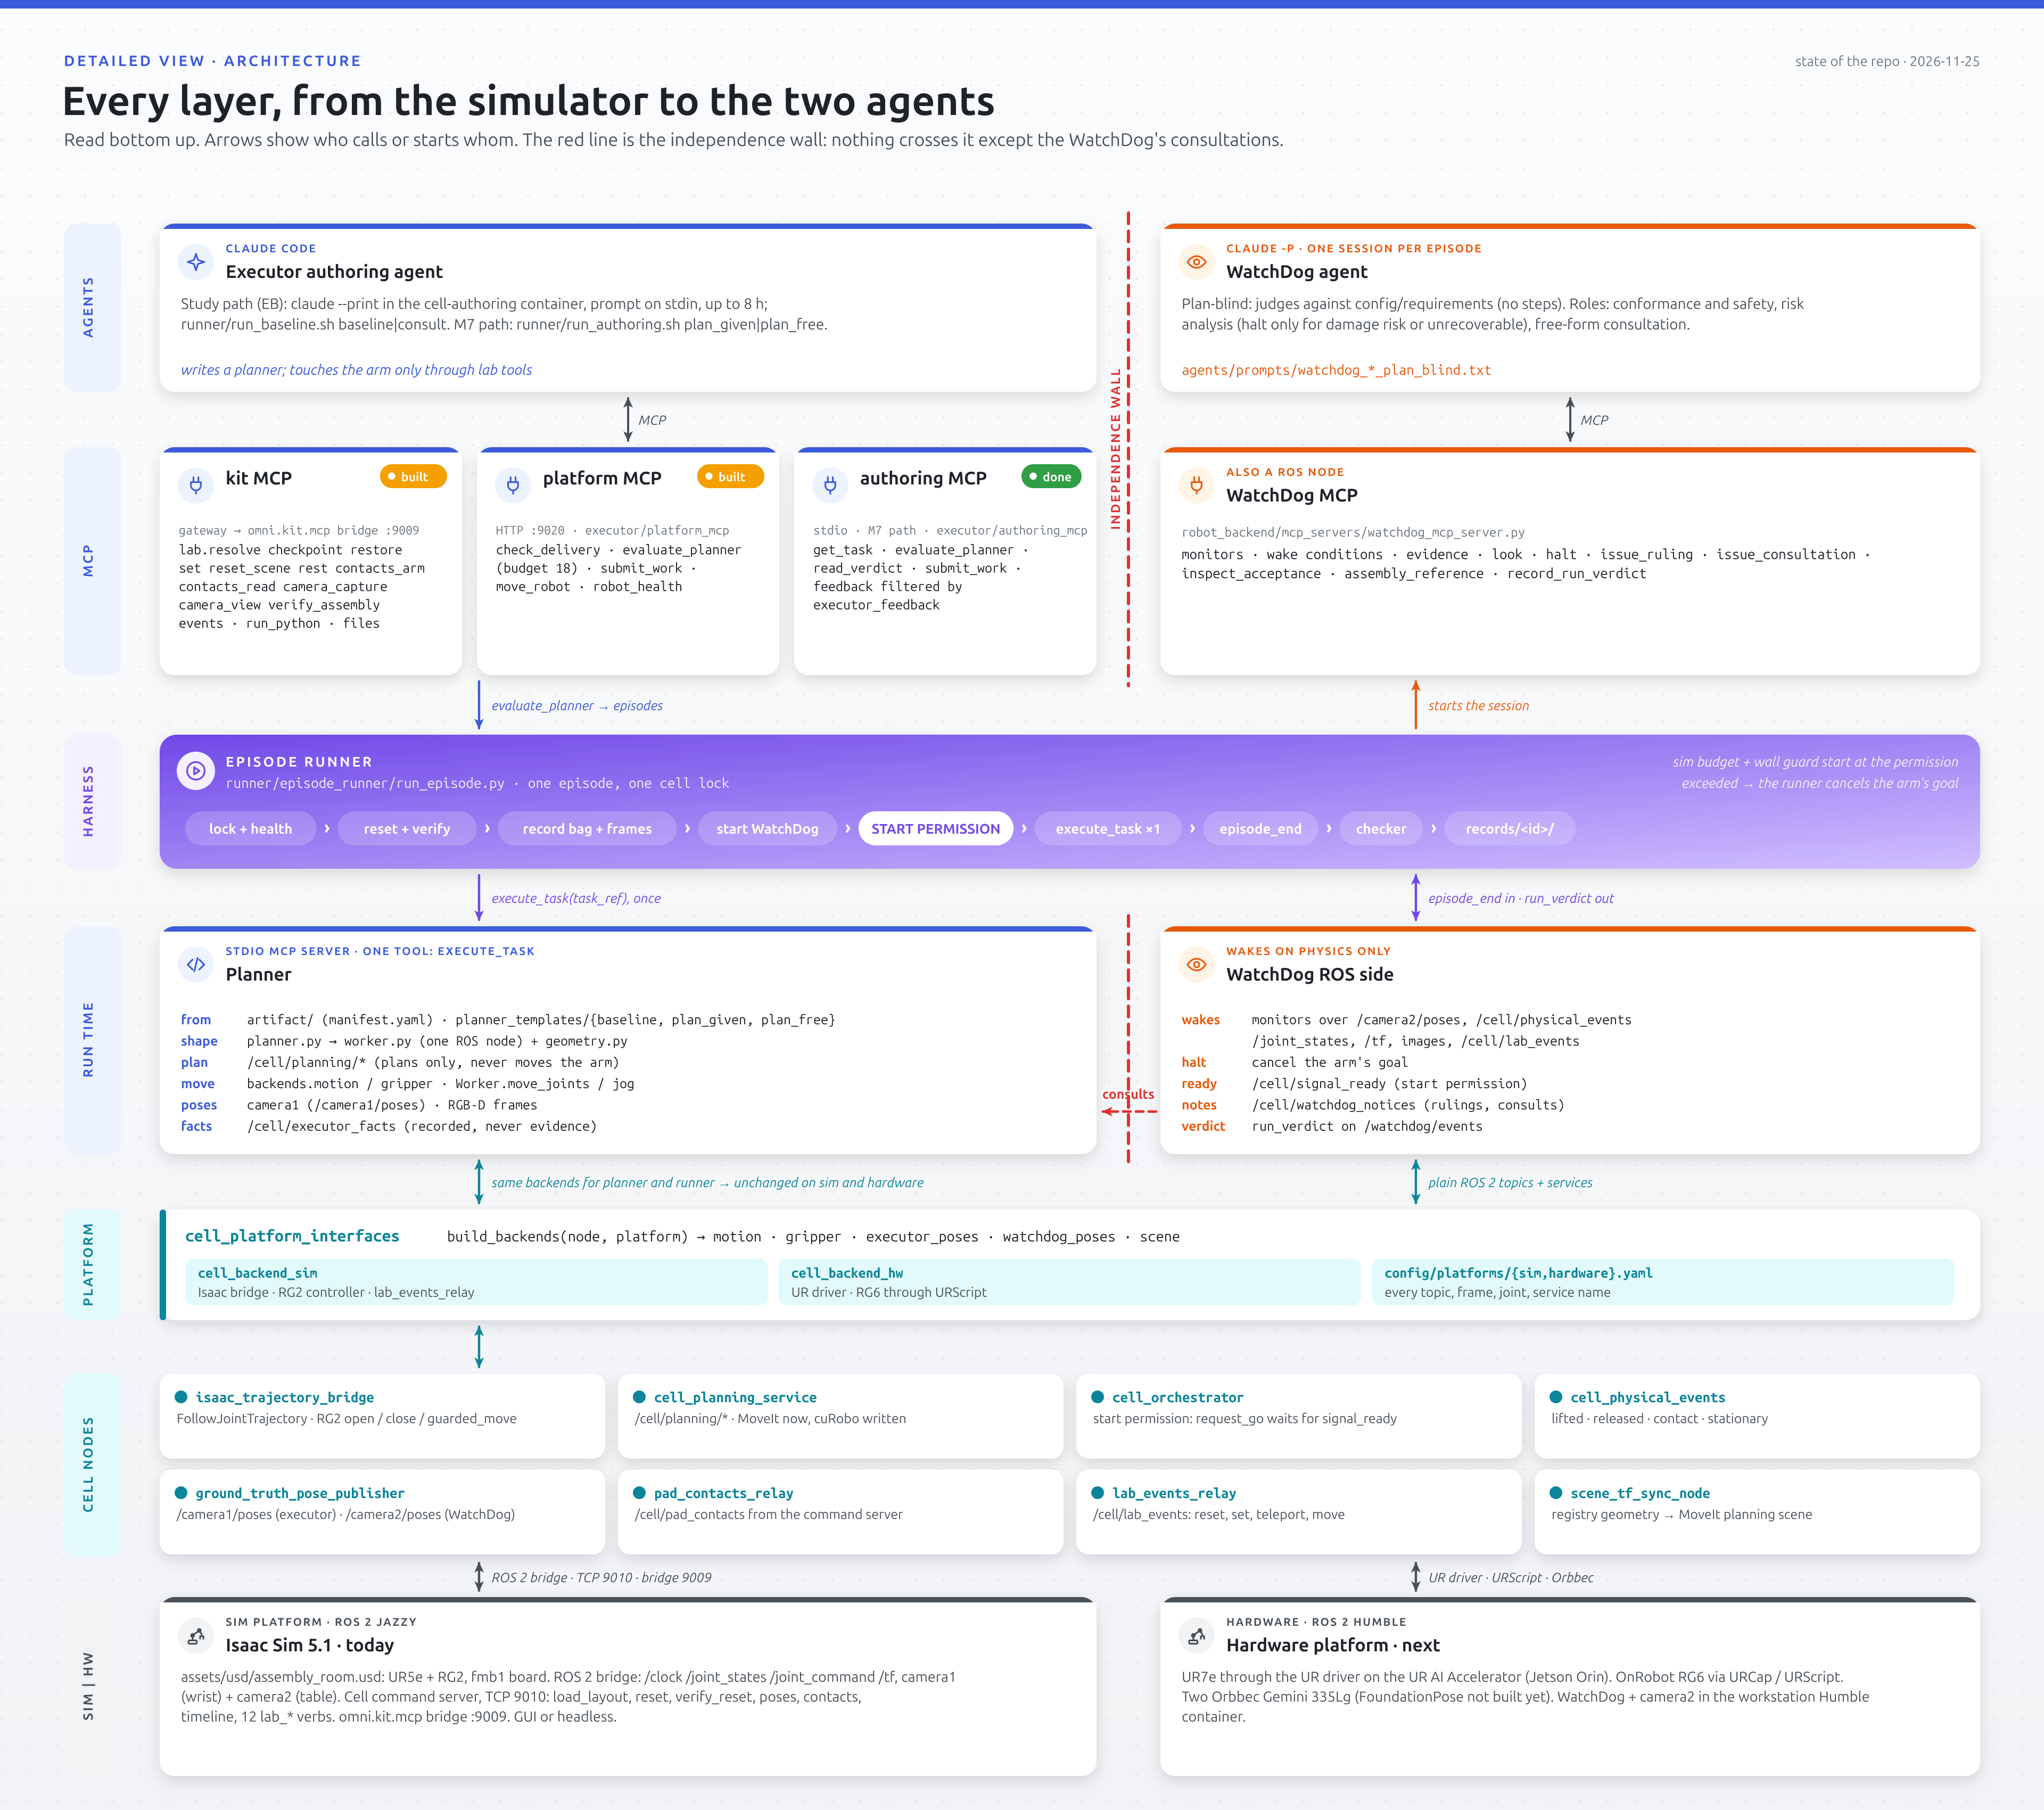 DETAILED VIEW · ARCHITECTURE
state of the repo · 2026-11-25
Every layer, from the simulator to the two agents
Read bottom up. Arrows show who calls or starts whom. The red line is the independence wall: nothing crosses it except the WatchDog's consultations.
AGENTS
CLAUDE CODE
Executor authoring agent
Study path (EB): claude --print in the cell-authoring container, prompt on stdin, up to 8 h;
runner/run_baseline.sh baseline|consult. M7 path: runner/run_authoring.sh plan_given|plan_free.
writes a planner; touches the arm only through lab tools
INDEPENDENCE WALL
CLAUDE -P · ONE SESSION PER EPISODE
WatchDog agent
Plan-blind: judges against config/requirements (no steps). Roles: conformance and safety, risk
analysis (halt only for damage risk or unrecoverable), free-form consultation.
agents/prompts/watchdog_*_plan_blind.txt
MCP
MCP
MCP
kit MCP
built
gateway → omni.kit.mcp bridge :9009
lab.resolve checkpoint restore
set reset_scene rest contacts_arm
contacts_read camera_capture
camera_view verify_assembly
events · run_python · files
platform MCP
built
HTTP :9020 · executor/platform_mcp
check_delivery · evaluate_planner
(budget 18) · submit_work ·
move_robot · robot_health
authoring MCP
done
stdio · M7 path · executor/authoring_mcp
get_task · evaluate_planner ·
read_verdict · submit_work ·
feedback filtered by
executor_feedback
ALSO A ROS NODE
WatchDog MCP
robot_backend/mcp_servers/watchdog_mcp_server.py
monitors · wake conditions · evidence · look · halt · issue_ruling · issue_consultation ·
inspect_acceptance · assembly_reference · record_run_verdict
evaluate_planner → episodes
starts the session
HARNESS
EPISODE RUNNER
runner/episode_runner/run_episode.py · one episode, one cell lock
sim budget + wall guard start at the permission
exceeded → the runner cancels the arm's goal
lock + health › reset + verify › record bag + frames › start WatchDog › START PERMISSION › execute_task ×1 › episode_end › checker › records/<id>/
execute_task(task_ref), once
episode_end in · run_verdict out
RUN TIME
STDIO MCP SERVER · ONE TOOL: EXECUTE_TASK
Planner
from artifact/ (manifest.yaml) · planner_templates/{baseline, plan_given, plan_free}
shape planner.py → worker.py (one ROS node) + geometry.py
plan /cell/planning/* (plans only, never moves the arm)
move backends.motion / gripper · Worker.move_joints / jog
poses camera1 (/camera1/poses) · RGB-D frames
facts /cell/executor_facts (recorded, never evidence)
consults
WAKES ON PHYSICS ONLY
WatchDog ROS side
wakes monitors over /camera2/poses, /cell/physical_events
/joint_states, /tf, images, /cell/lab_events
halt cancel the arm's goal
ready /cell/signal_ready (start permission)
notes /cell/watchdog_notices (rulings, consults)
verdict run_verdict on /watchdog/events
same backends for planner and runner → unchanged on sim and hardware
plain ROS 2 topics + services
PLATFORM
cell_platform_interfaces build_backends(node, platform) → motion · gripper · executor_poses · watchdog_poses · scene
cell_backend_sim
Isaac bridge · RG2 controller · lab_events_relay
cell_backend_hw
UR driver · RG6 through URScript
config/platforms/{sim,hardware}.yaml
every topic, frame, joint, service name
CELL NODES
isaac_trajectory_bridge
FollowJointTrajectory · RG2 open / close / guarded_move
cell_planning_service
/cell/planning/* · MoveIt now, cuRobo written
cell_orchestrator
start permission: request_go waits for signal_ready
cell_physical_events
lifted · released · contact · stationary
ground_truth_pose_publisher
/camera1/poses (executor) · /camera2/poses (WatchDog)
pad_contacts_relay
/cell/pad_contacts from the command server
lab_events_relay
/cell/lab_events: reset, set, teleport, move
scene_tf_sync_node
registry geometry → MoveIt planning scene
ROS 2 bridge · TCP 9010 · bridge 9009
UR driver · URScript · Orbbec
SIM | HW
SIM PLATFORM · ROS 2 JAZZY
Isaac Sim 5.1 · today
assets/usd/assembly_room.usd: UR5e + RG2, fmb1 board. ROS 2 bridge: /clock /joint_states /joint_command /tf, camera1
(wrist) + camera2 (table). Cell command server, TCP 9010: load_layout, reset, verify_reset, poses, contacts,
timeline, 12 lab_* verbs. omni.kit.mcp bridge :9009. GUI or headless.
HARDWARE · ROS 2 HUMBLE
Hardware platform · next
UR7e through the UR driver on the UR AI Accelerator (Jetson Orin). OnRobot RG6 via URCap / URScript.
Two Orbbec Gemini 335Lg (FoundationPose not built yet). WatchDog + camera2 in the workstation Humble
container.